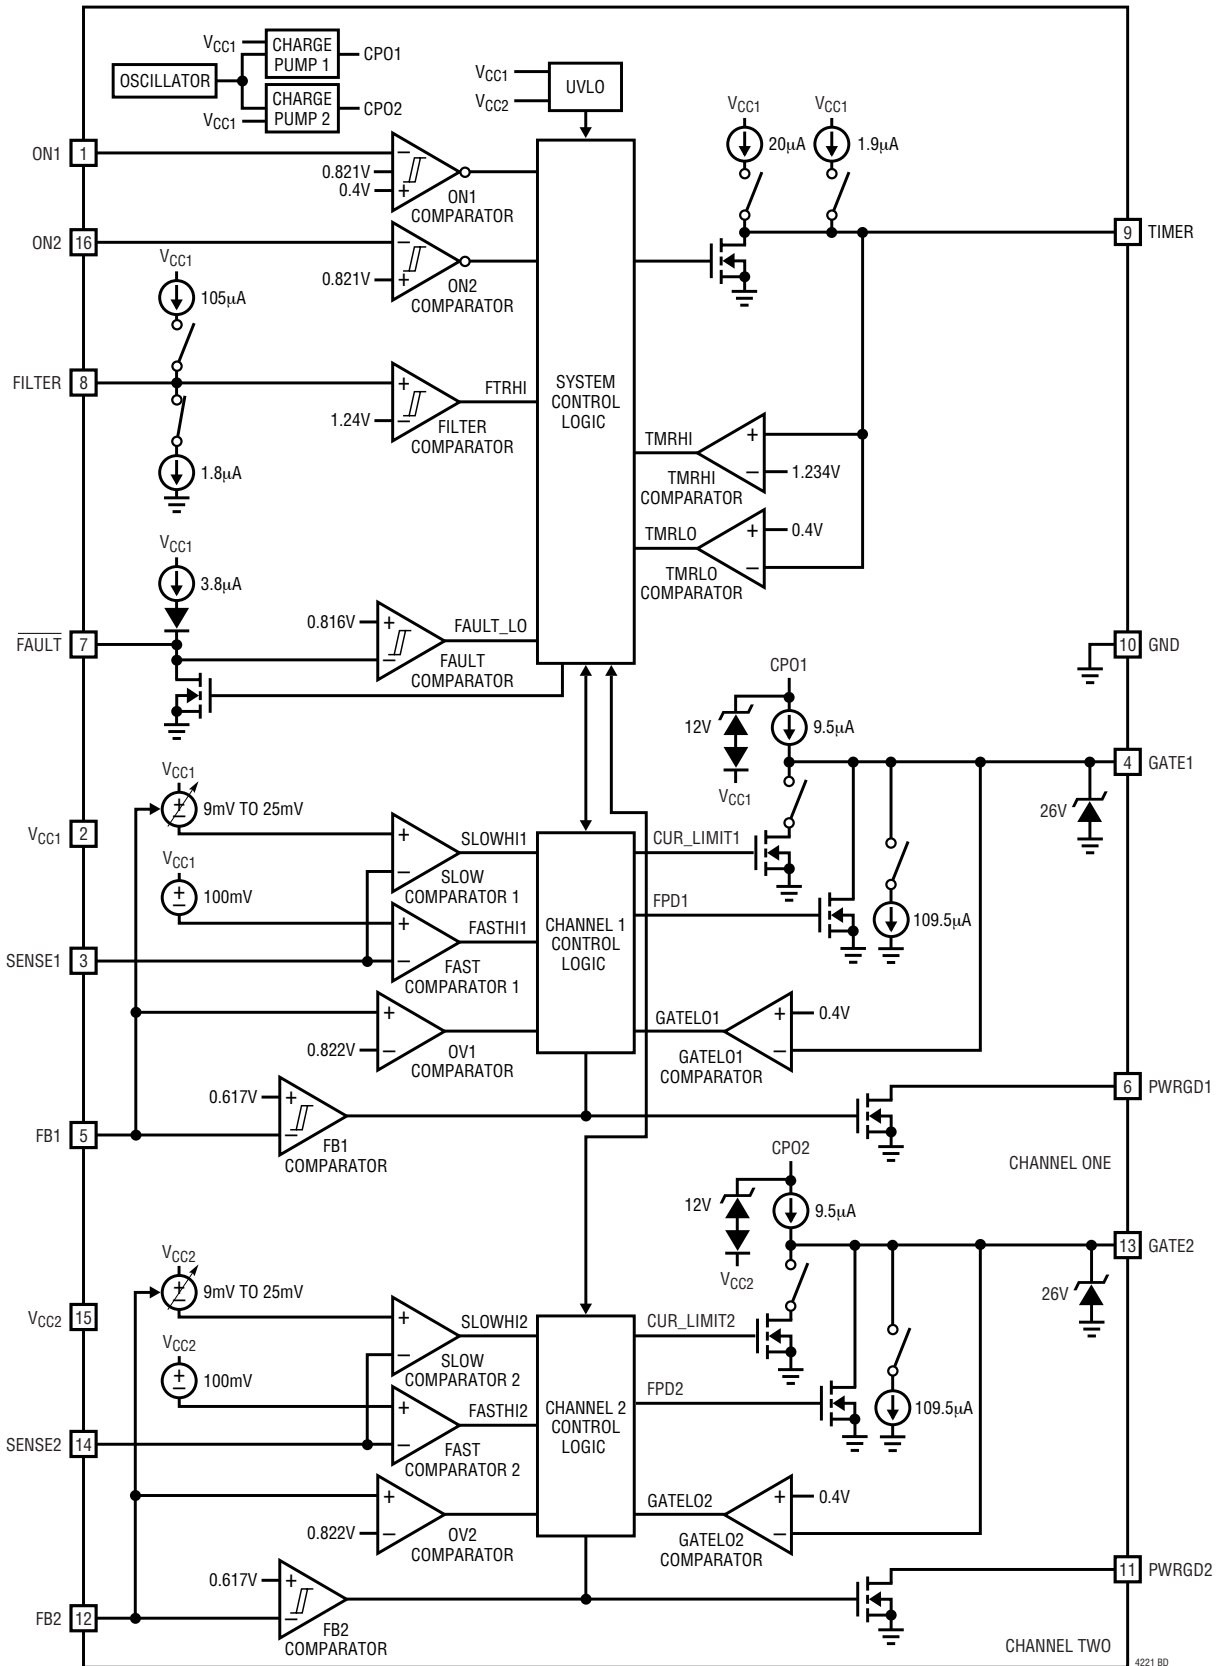 OSCILLATOR
VCC1
CHARGE
PUMP 1
CPO1
CHARGE
PUMP 2
CPO2
VCC1
VCC1
VCC2
UVLO
VCC1
20µA
VCC1
1.9µA
ON1
1
0.821V
0.4V
–
+
ON1
COMPARATOR
ON2
16
0.821V
–
+
ON2
COMPARATOR
9
TIMER
VCC1
105µA
FILTER
8
1.24V
+
–
FTRHI
FILTER
COMPARATOR
1.8µA
SYSTEM
CONTROL
LOGIC
TMRHI
+
–
1.234V
TMRHI
COMPARATOR
TMRLO
+
–
0.4V
TMRLO
COMPARATOR
VCC1
3.8µA
FAULT
7
0.816V
+
–
FAULT_LO
FAULT
COMPARATOR
10
GND
CPO1
12V
9.5µA
VCC1
4
GATE1
26V
VCC1
+
–
9mV TO 25mV
VCC1
2
VCC1
+
–
100mV
SENSE1
3
+
–
SLOWHI1
SLOW
COMPARATOR 1
+
–
FASTHI1
FAST
COMPARATOR 1
CHANNEL 1
CONTROL
LOGIC
CUR_LIMIT1
FPD1
109.5µA
0.822V
+
–
OV1
COMPARATOR
GATELO1
+
–
0.4V
GATELO1
COMPARATOR
0.617V
+
–
FB1
COMPARATOR
FB1
5
6
PWRGD1
CHANNEL ONE
CPO2
12V
9.5µA
VCC2
13
GATE2
26V
VCC2
+
–
9mV TO 25mV
VCC2
15
VCC2
+
–
100mV
SENSE2
14
+
–
SLOWHI2
SLOW
COMPARATOR 2
+
–
FASTHI2
FAST
COMPARATOR 2
CHANNEL 2
CONTROL
LOGIC
CUR_LIMIT2
FPD2
109.5µA
0.822V
+
–
OV2
COMPARATOR
GATELO2
+
–
0.4V
GATELO2
COMPARATOR
0.617V
+
–
FB2
COMPARATOR
FB2
12
11
PWRGD2
CHANNEL TWO
4221 BD